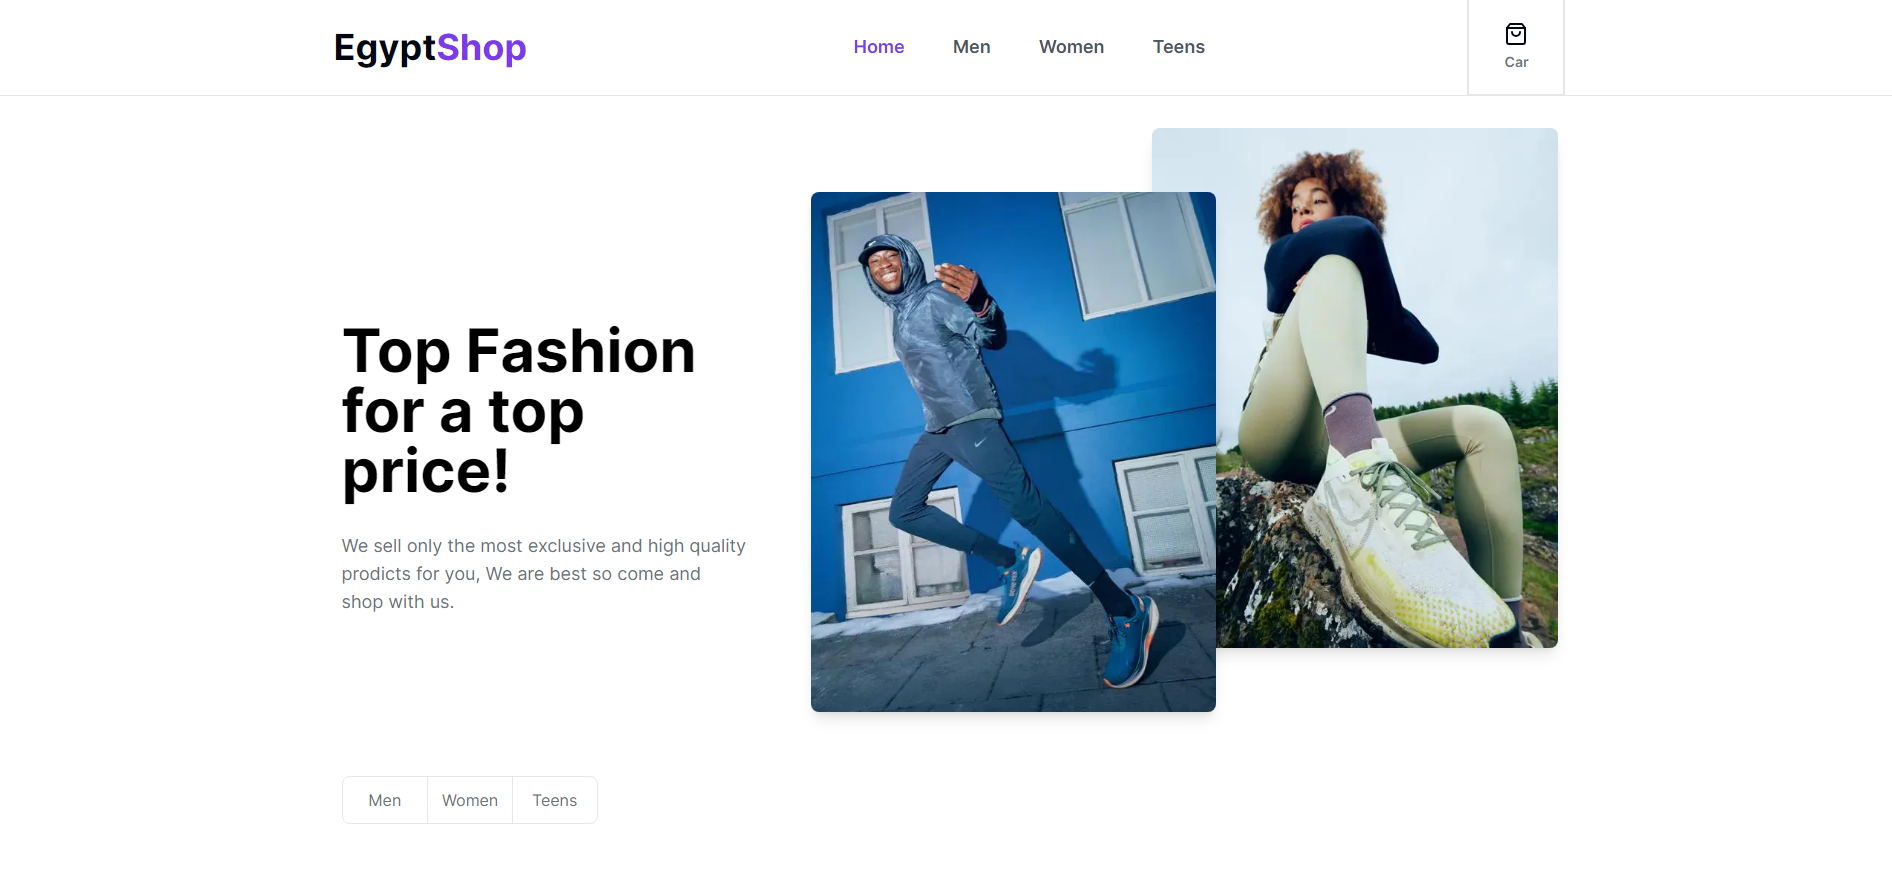 EgyptShop
Home Men Women Teens
Car
Top Fashion
for a top
price!
We sell only the most exclusive and high quality
prodicts for you, We are best so come and
shop with us.
Men Women Teens